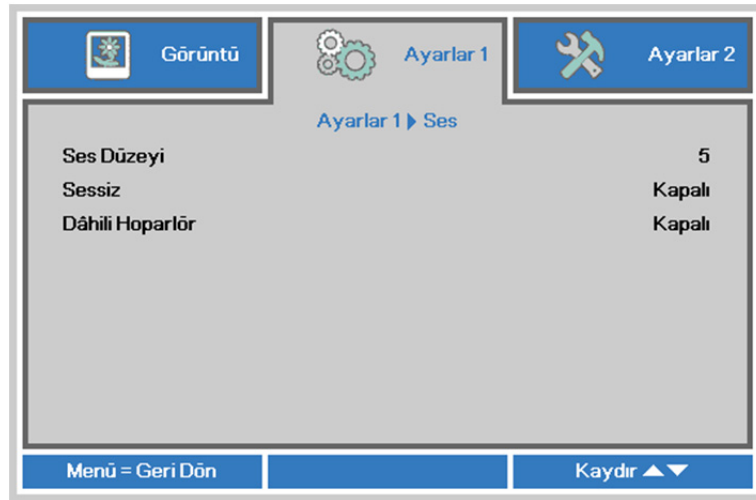 Görüntü
Ayarlar 1
Ayarlar 2
Ayarlar 1 ▶ Ses
Ses Düzeyi 5
Sessiz Kapalı
Dâhili Hoparlör Kapalı
Menü = Geri Dön
Kaydır ▲▼